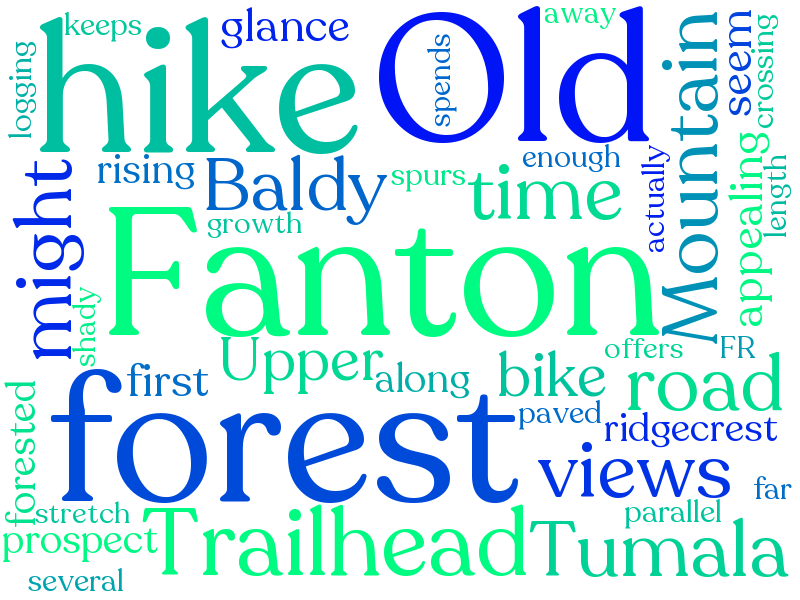 keeps
away
hike
glance
Old
spends
logging
Mountain
seem
crossing
rising
Baldy
spurs
enough
time
actually
appealing
length
might
growth
Fanton
shady
Upper
offers
FR
first
along
bike
road
forest
paved
ridgecrest
forested
views
far
stretch
Trailhead
parallel
prospect
Tumala
several